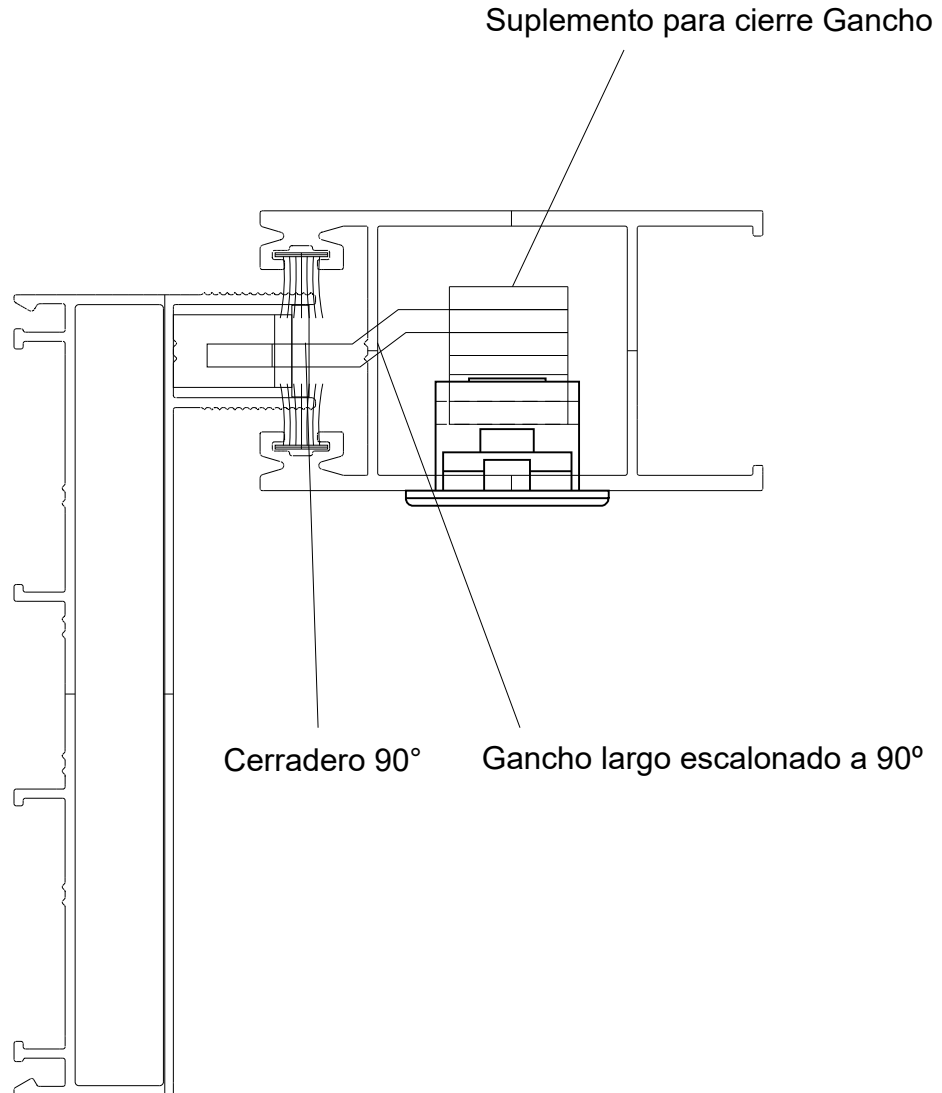 Suplemento para cierre Gancho
Cerradero 90°
Gancho largo escalonado a 90º